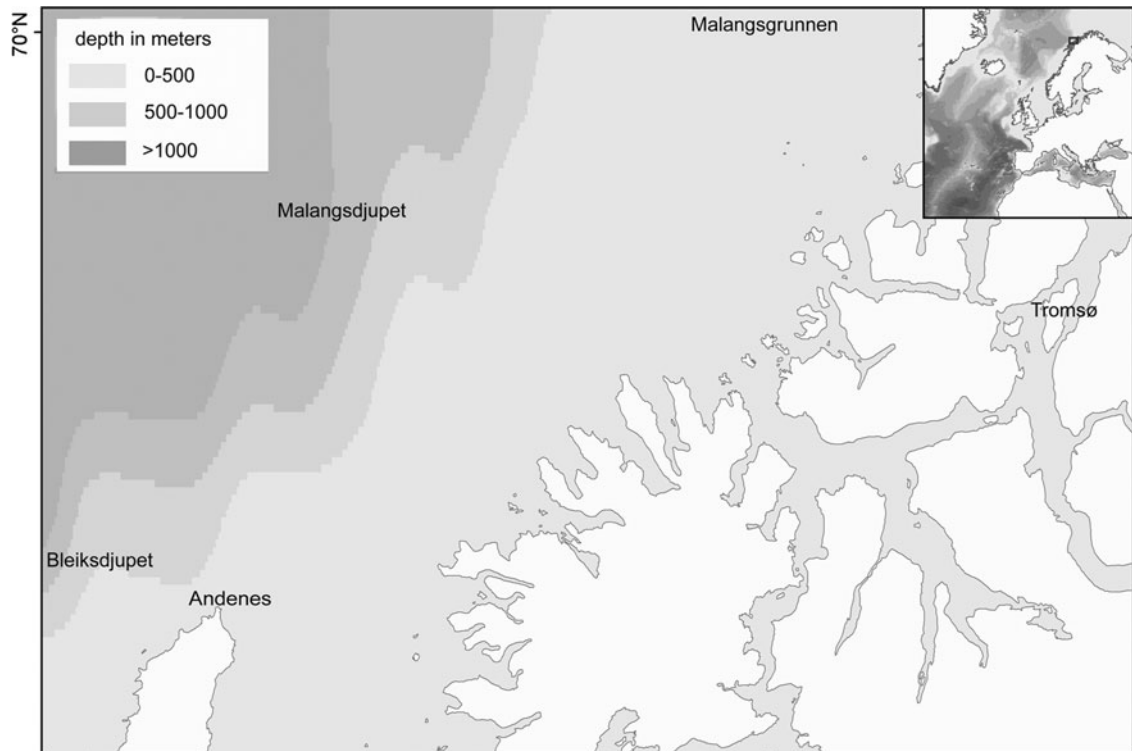 70°N
depth in meters
0-500
500-1000
>1000
Malangsgrunnen
Malangsdjupet
Tromsø
Bleiksdjupet
Andenes